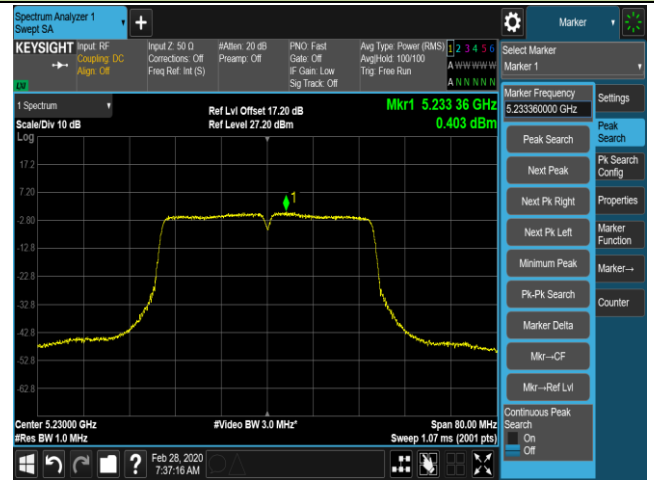 Spectrum Analyzer 1
Swept SA
Marker
KEYSIGHT
Input: RF
Coupling: DC
Align: Off
Input Z: 50 Ω
Corrections: Off
Freq Ref: Int (S)
#Atten: 20 dB
Preamp: Off
PNO: Fast
Gate: Off
IF Gain: Low
Sig Track: Off
Avg Type: Power (RMS)
Avg|Hold: 100/100
Trig: Free Run
1 2 3 4 5 6
A W W W W W
A N N N N N
Select Marker
Marker 1
1 Spectrum
Scale/Div 10 dB
Log
Ref Lvl Offset 17.20 dB
Ref Level 27.20 dBm
Mkr1 5.233 36 GHz
0.403 dBm
1
17.2
7.20
-2.80
-12.8
-22.8
-32.8
-42.8
-52.8
-62.8
Center 5.23000 GHz
#Res BW 1.0 MHz
#Video BW 3.0 MHz*
Span 80.00 MHz
Sweep 1.07 ms (2001 pts)
Marker Frequency
5.233360000 GHz
Peak Search
Next Peak
Next Pk Right
Next Pk Left
Minimum Peak
Pk-Pk Search
Marker Delta
Mkr→CF
Mkr→Ref Lvl
Continuous Peak
Search
On
Off
Settings
Peak
Search
Pk Search
Config
Properties
Marker
Function
Marker→
Counter
?
Feb 28, 2020
7:37:16 AM